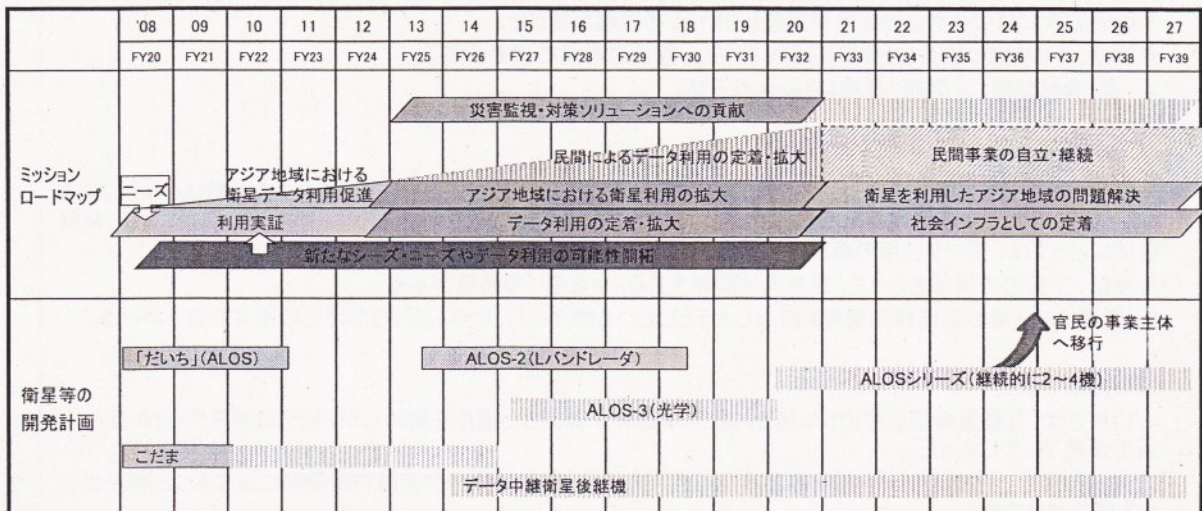 '08 09 10 11 12 13 14 15 16 17 18 19 20 21 22 23 24 25 26 27
FY20 FY21 FY22 FY23 FY24 FY25 FY26 FY27 FY28 FY29 FY30 FY31 FY32 FY33 FY34 FY35 FY36 FY37 FY38 FY39
ミッション
ロードマップ
災害監視・対策ソリューションへの貢献
民間によるデータ利用の定着・拡大
民間事業の自立・継続
ニーズ
アジア地域における
衛星データ利用促進
アジア地域における衛星利用の拡大
衛星を利用したアジア地域の問題解決
利用実証
データ利用の定着・拡大
社会インフラとしての定着
新たなシーズ・ニーズやデータ利用の可能性開拓
衛星等の
開発計画
官民の事業主体
へ移行
「だいち」(ALOS)
ALOS-2(Lバンドレーダ)
ALOSシリーズ(継続的に2〜4機)
ALOS-3(光学)
こだま
データ中継衛星後継機